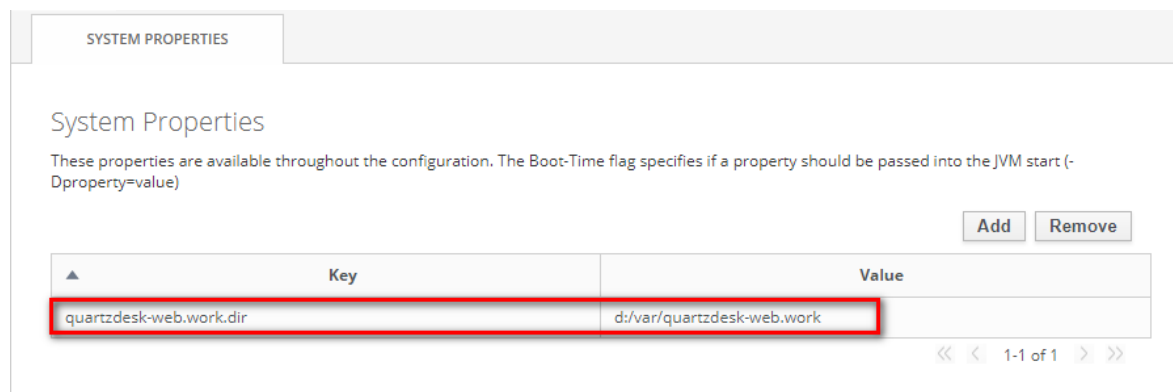 SYSTEM PROPERTIES
System Properties
These properties are available throughout the configuration. The Boot-Time flag specifies if a property should be passed into the JVM start (-
Dproperty=value)
Add Remove
Key Value
quartzdesk-web.work.dir d:/var/quartzdesk-web.work
1-1 of 1